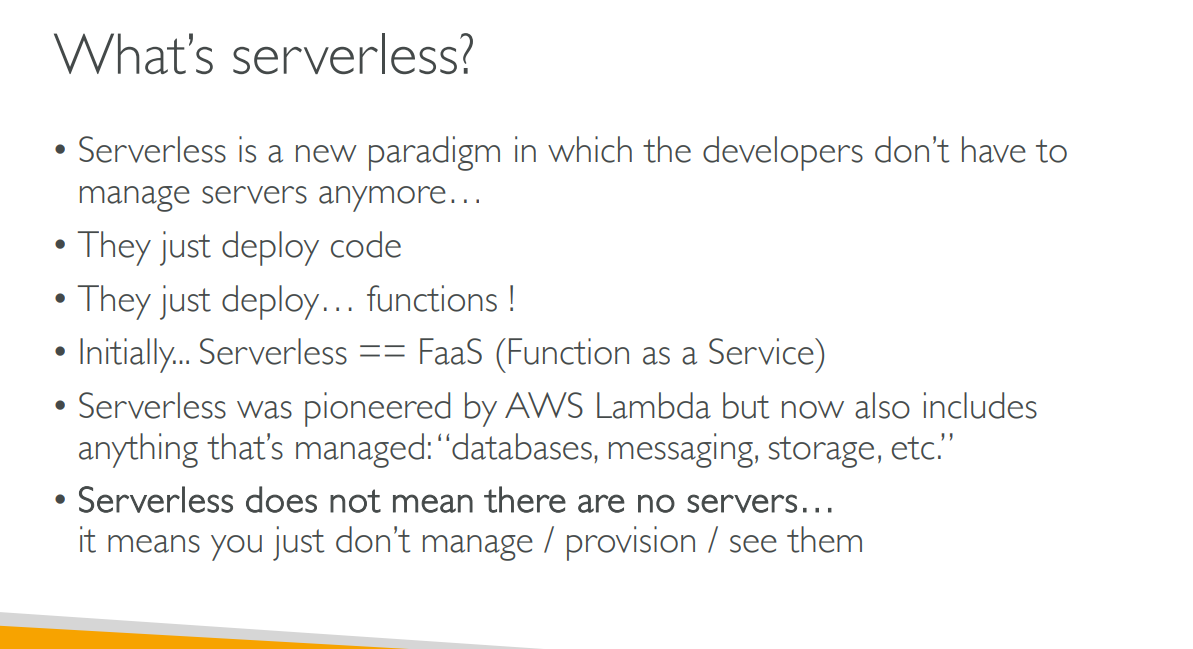 What’s serverless?
• Serverless is a new paradigm in which the developers don’t have to
manage servers anymore…
• They just deploy code
• They just deploy… functions !
• Initially... Serverless == FaaS (Function as a Service)
• Serverless was pioneered by AWS Lambda but now also includes
anything that’s managed: “databases, messaging, storage, etc.”
• Serverless does not mean there are no servers…
it means you just don’t manage / provision / see them